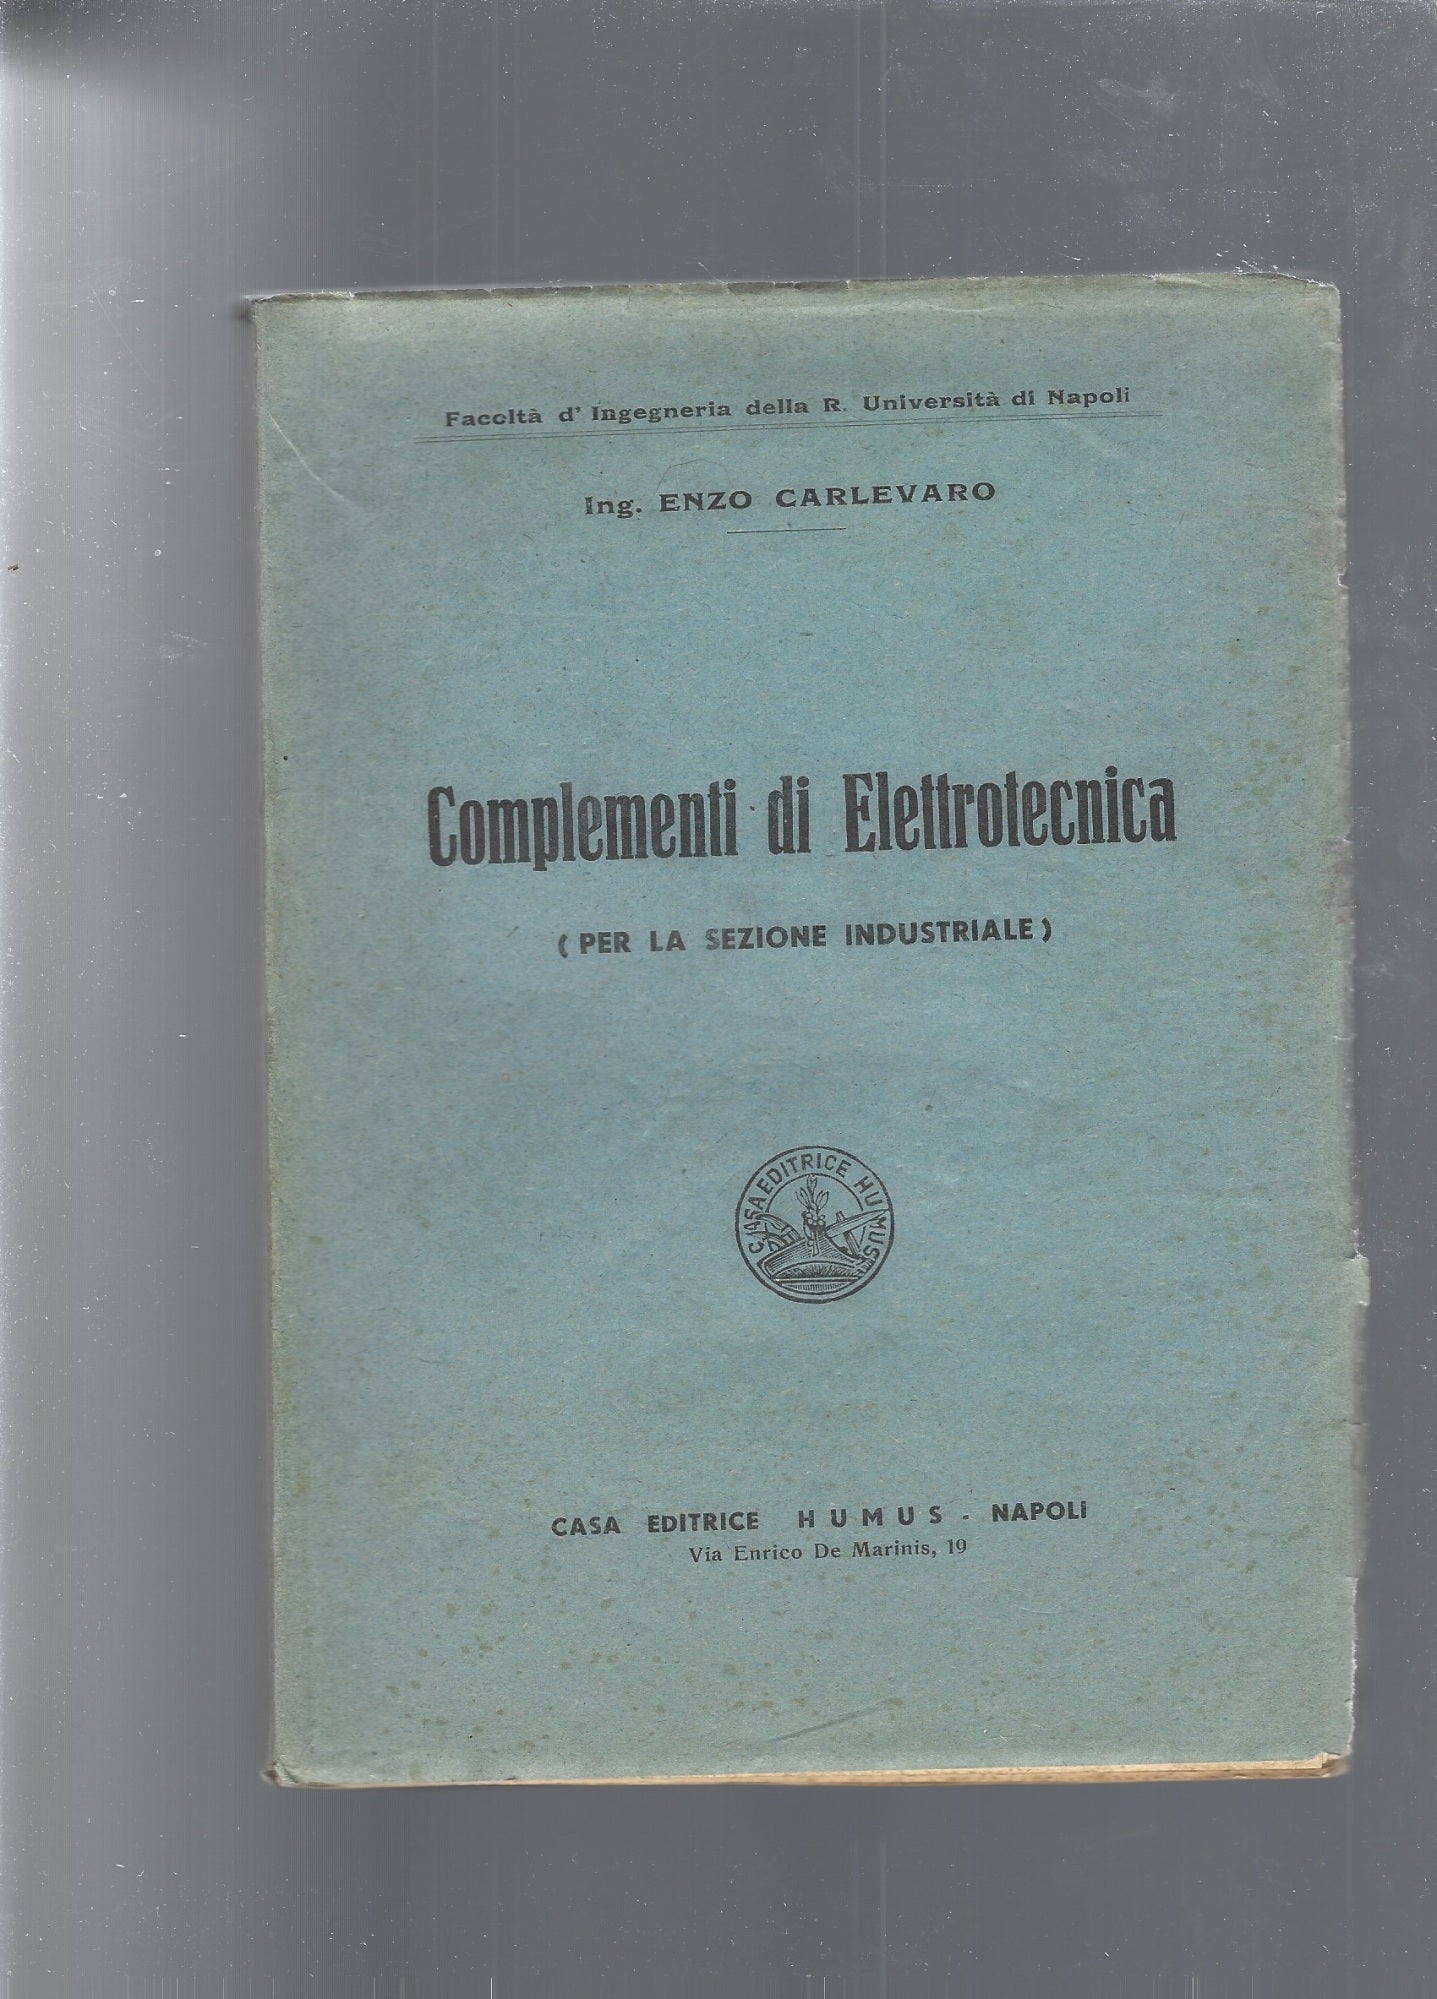 Facoltà d' Ingegneria della R. Università di Napoli
Ing. ENZO CARLEVARO
Complementi di Elettrotecnica
( PER LA SEZIONE INDUSTRIALE )
CASA EDITRICE HUMUS
CASA EDITRICE HUMUS - NAPOLI
Via Enrico De Marinis, 19